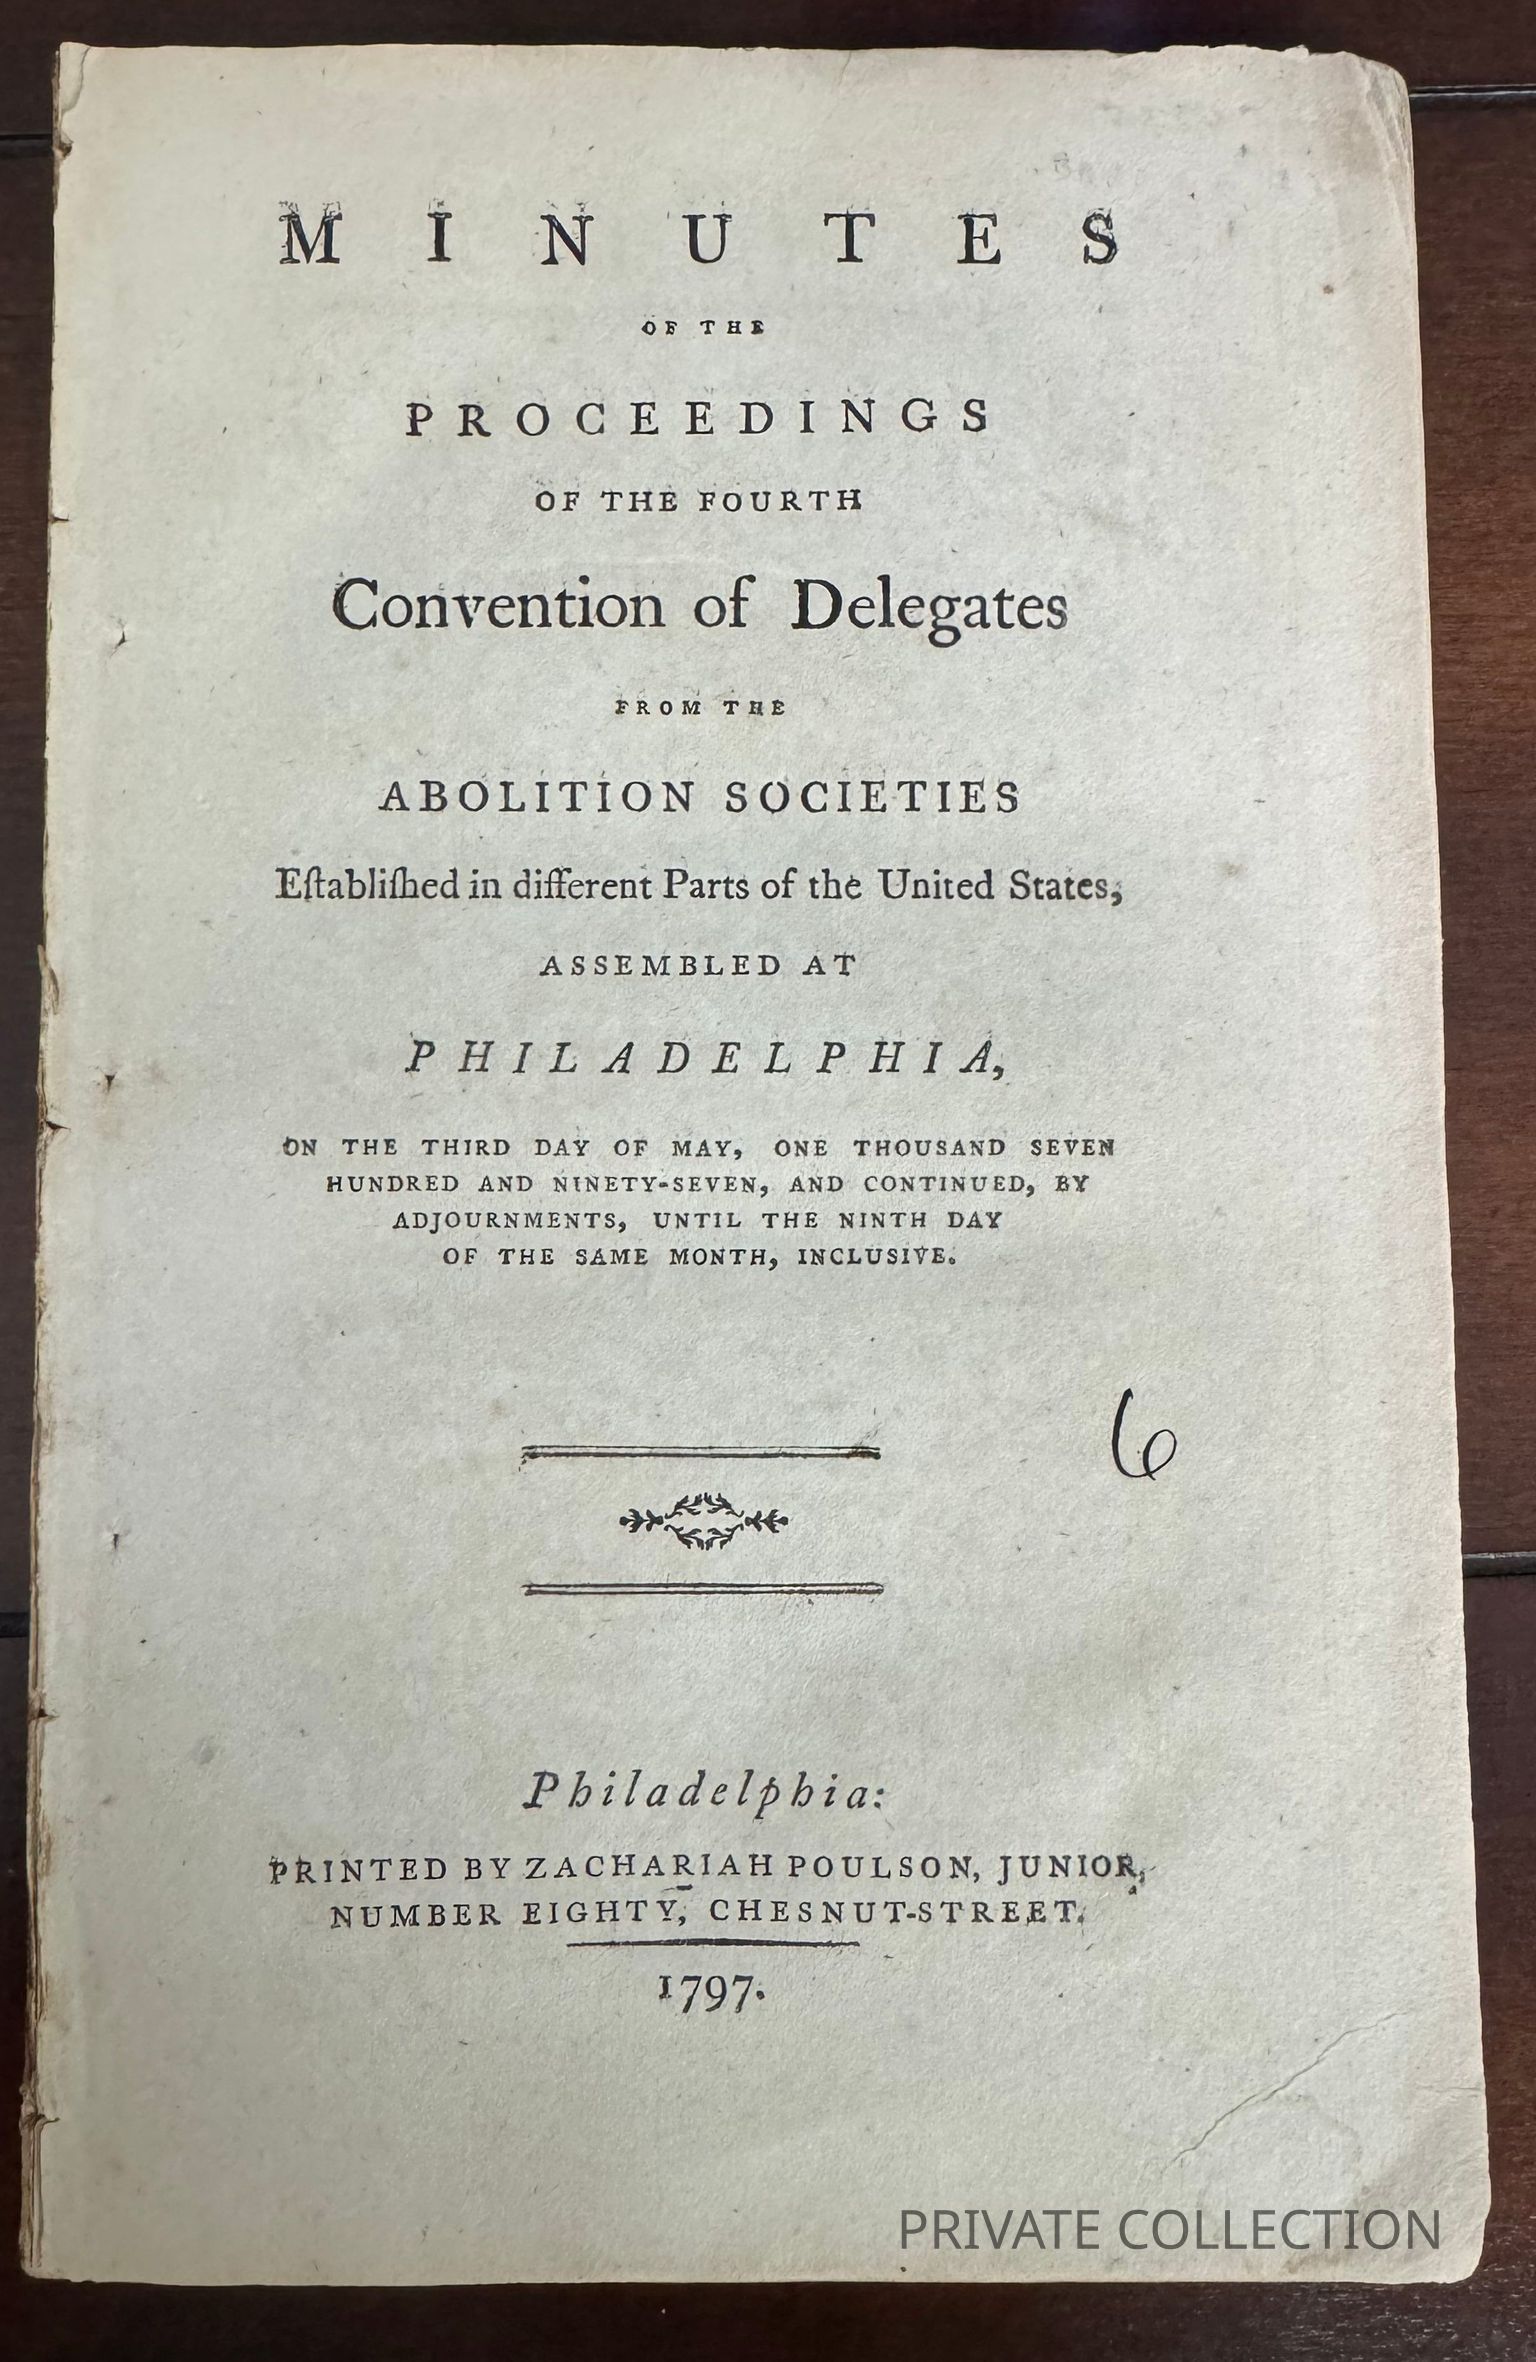 MINUTES
OF THE
PROCEEDINGS
OF THE FOURTH
Convention of Delegates
FROM THE
ABOLITION SOCIETIES
Eſtabliſhed in different Parts of the United States,
ASSEMBLED AT
PHILADELPHIA,
ON THE THIRD DAY OF MAY, ONE THOUSAND SEVEN
HUNDRED AND NINETY-SEVEN, AND CONTINUED, BY
ADJOURNMENTS, UNTIL THE NINTH DAY
OF THE SAME MONTH, INCLUSIVE.
6
Philadelphia:
PRINTED BY ZACHARIAH POULSON, JUNIOR,
NUMBER EIGHTY, CHESNUT-STREET.
1797.
PRIVATE COLLECTION